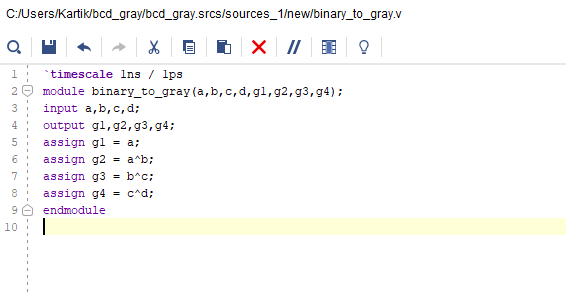 C:/Users/Kartik/bcd_gray/bcd_gray.srcs/sources_1/new/binary_to_gray.v
1 `timescale 1ns / 1ps
2 module binary_to_gray(a,b,c,d,g1,g2,g3,g4);
3 input a,b,c,d;
4 output g1,g2,g3,g4;
5 assign g1 = a;
6 assign g2 = a^b;
7 assign g3 = b^c;
8 assign g4 = c^d;
9 endmodule
10